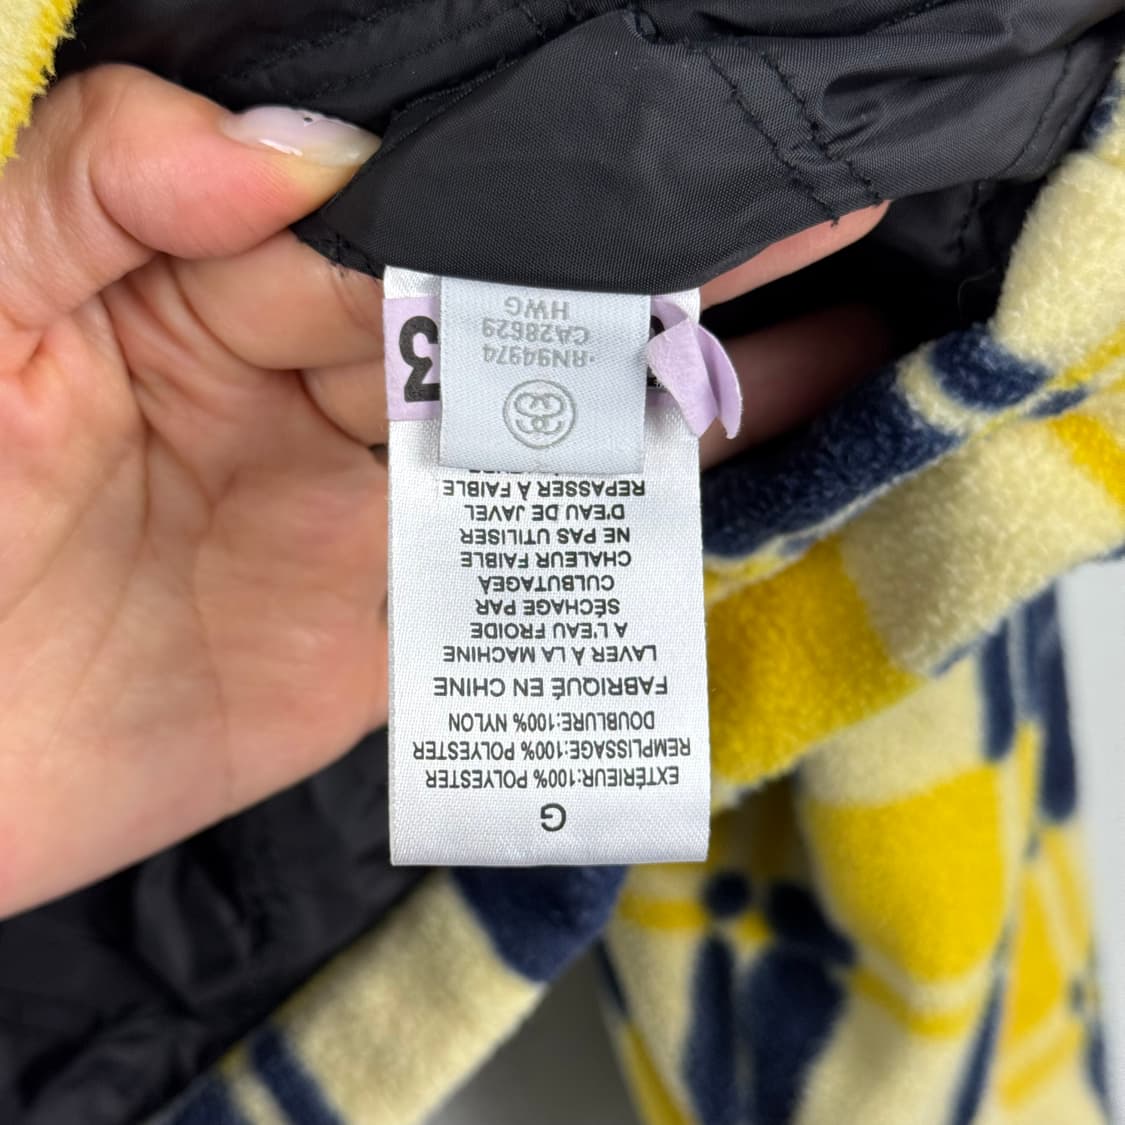 G
EXTÉRIEUR:100% POLYESTER
REMPLISSAGE:100% POLYESTER
DOUBLURE:100% NYLON
FABRIQUÉ EN CHINE
LAVER À LA MACHINE
A L'EAU FROIDE
SÉCHAGE PAR
CULBUTAGEÀ
CHALEUR FAIBLE
NE PAS UTILISER
D'EAU DE JAVEL
REPASSER À FAIBLE
RN94974
CA28629
HWG